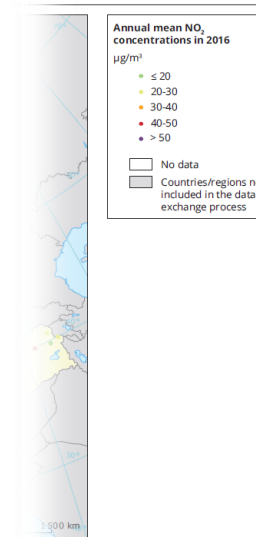 Annual mean NO₂
concentrations in 2016
µg/m³
≤ 20
20-30
30-40
40-50
> 50
No data
Countries/regions n
included in the data
exchange process
500 km